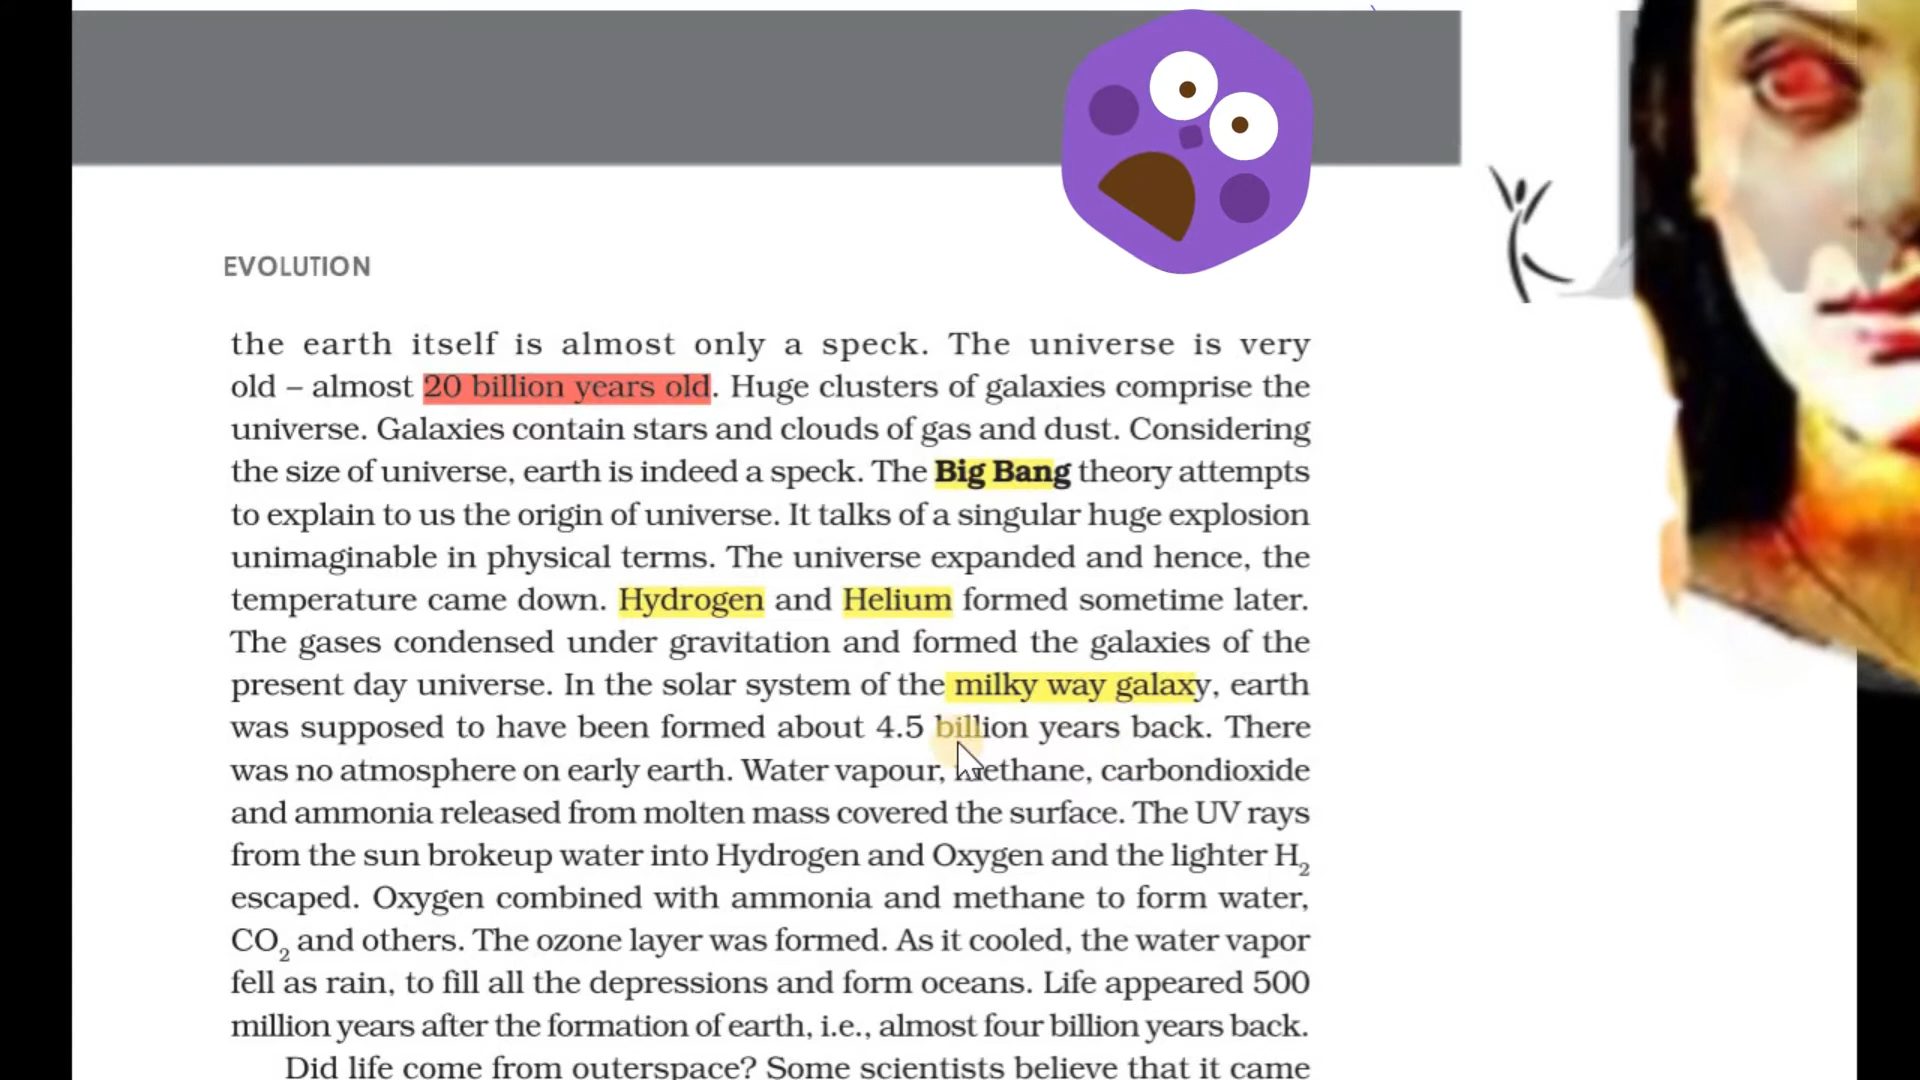 EVOLUTION
the earth itself is almost only a speck. The universe is very
old – almost 20 billion years old. Huge clusters of galaxies comprise the
universe. Galaxies contain stars and clouds of gas and dust. Considering
the size of universe, earth is indeed a speck. The Big Bang theory attempts
to explain to us the origin of universe. It talks of a singular huge explosion
unimaginable in physical terms. The universe expanded and hence, the
temperature came down. Hydrogen and Helium formed sometime later.
The gases condensed under gravitation and formed the galaxies of the
present day universe. In the solar system of the milky way galaxy, earth
was supposed to have been formed about 4.5 billion years back. There
was no atmosphere on early earth. Water vapour, methane, carbondioxide
and ammonia released from molten mass covered the surface. The UV rays
from the sun brokeup water into Hydrogen and Oxygen and the lighter H₂
escaped. Oxygen combined with ammonia and methane to form water,
CO₂ and others. The ozone layer was formed. As it cooled, the water vapor
fell as rain, to fill all the depressions and form oceans. Life appeared 500
million years after the formation of earth, i.e., almost four billion years back.
Did life come from outerspace? Some scientists believe that it came